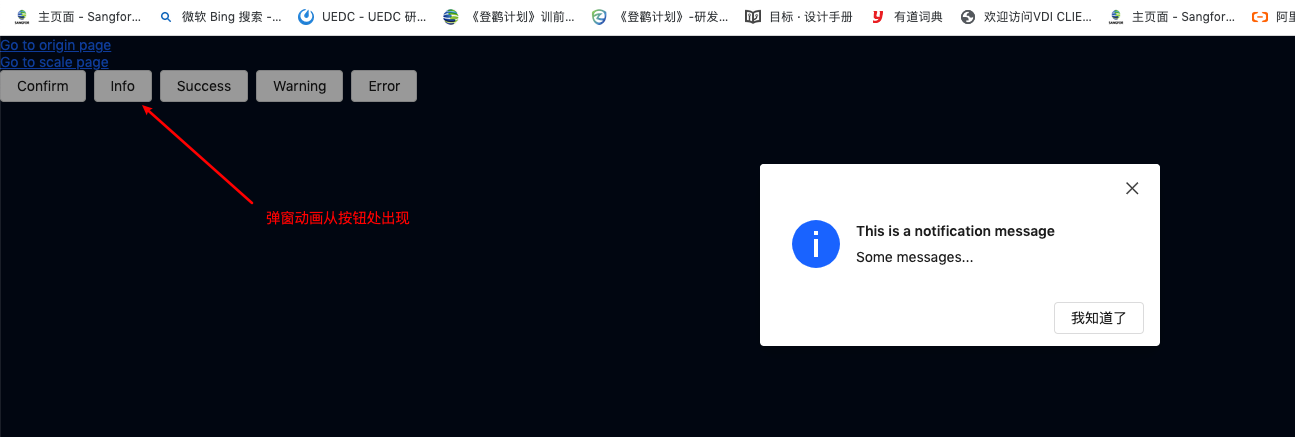 主页面 - Sangfor...
微软 Bing 搜索 -...
UEDC - UEDC 研...
《登鹳计划》训前...
《登鹳计划》-研发...
目标 · 设计手册
有道词典
欢迎访问VDI CLIE...
主页面 - Sangfor...
阿里
Go to origin page
Go to scale page
Confirm
Info
Success
Warning
Error
弹窗动画从按钮处出现
This is a notification message
Some messages...
我知道了